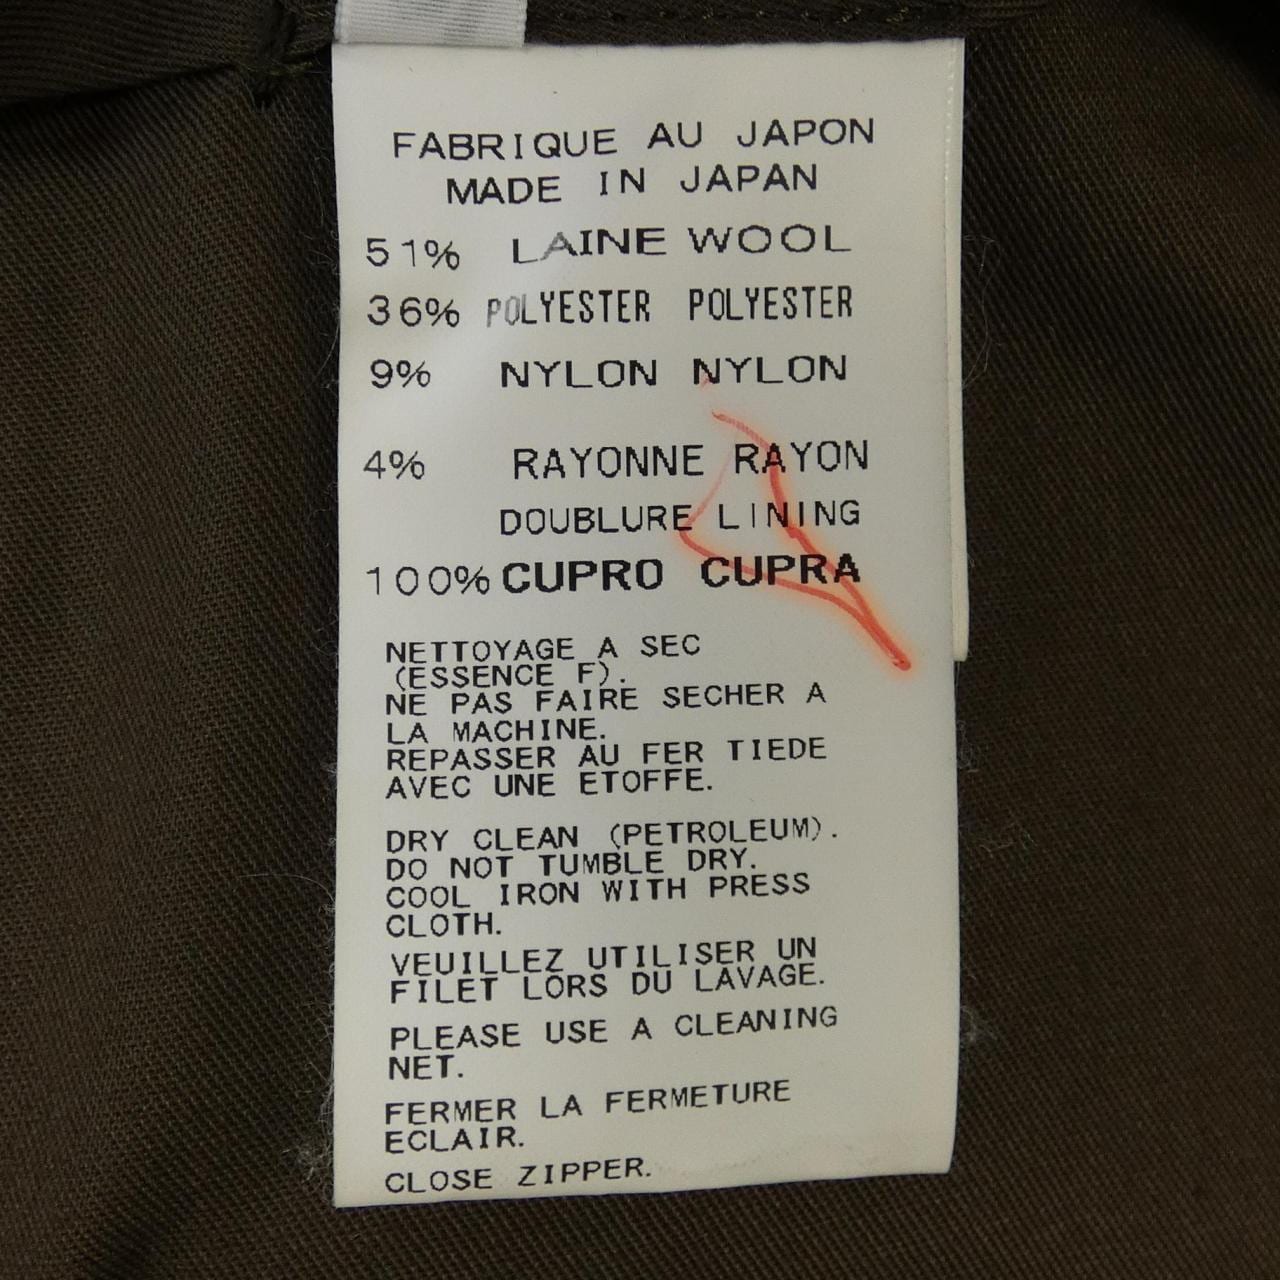 FABRIQUE AU JAPON
MADE IN JAPAN
51% LAINE WOOL
36% POLYESTER POLYESTER
9% NYLON NYLON
4% RAYONNE RAYON
DOUBLURE LINING
100% CUPRO CUPRA
NETTOYAGE A SEC
(ESSENCE F).
NE PAS FAIRE SECHER A
LA MACHINE.
REPASSER AU FER TIEDE
AVEC UNE ETOFFE.
DRY CLEAN (PETROLEUM).
DO NOT TUMBLE DRY.
COOL IRON WITH PRESS
CLOTH.
VEUILLEZ UTILISER UN
FILET LORS DU LAVAGE.
PLEASE USE A CLEANING
NET.
FERMER LA FERMETURE
ECLAIR.
CLOSE ZIPPER.